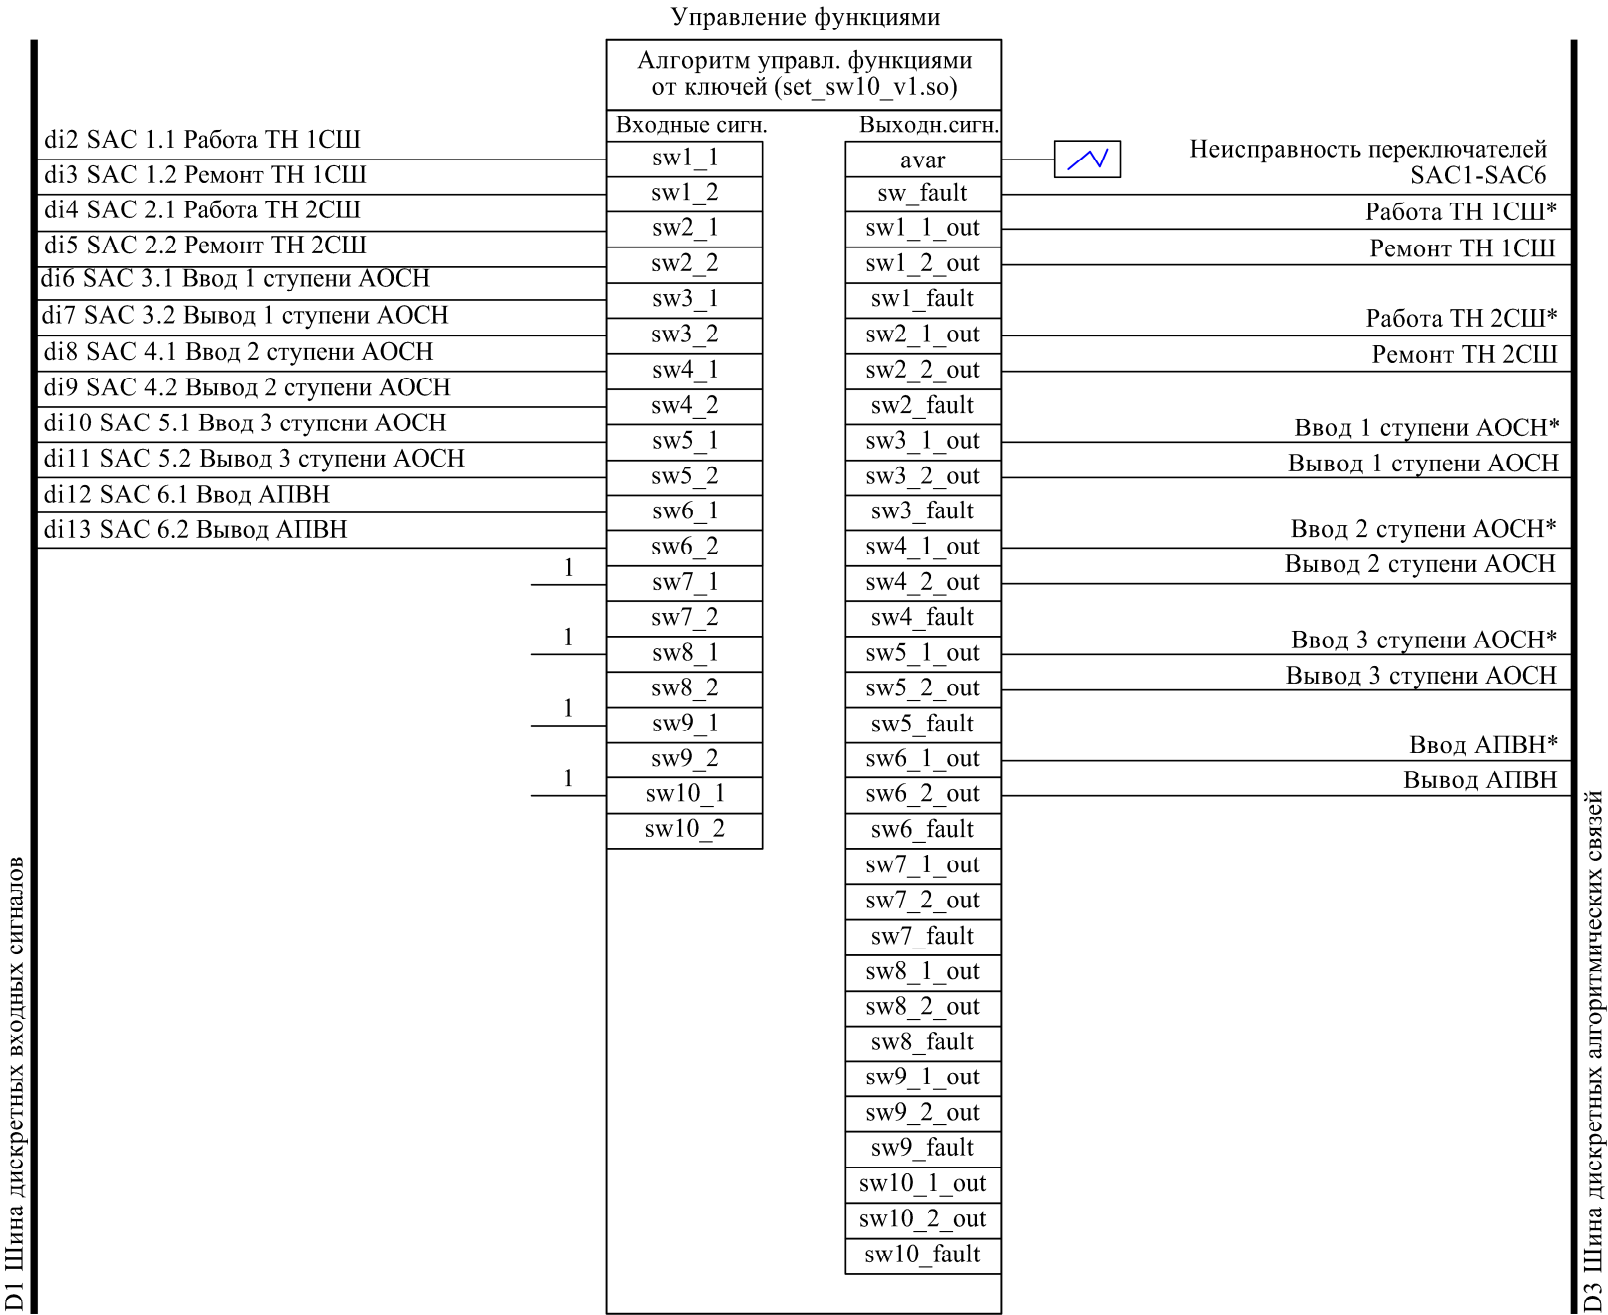 Управление функциями
Алгоритм управл. функциями
от ключей (set_sw10_v1.so)
Входные сигн.
Выходн.сигн.
di2 SAC 1.1 Работа ТН 1СШ
di3 SAC 1.2 Ремонт ТН 1СШ
di4 SAC 2.1 Работа ТН 2СШ
di5 SAC 2.2 Ремонт ТН 2СШ
di6 SAC 3.1 Ввод 1 ступени АОСН
di7 SAC 3.2 Вывод 1 ступени АОСН
di8 SAC 4.1 Ввод 2 ступени АОСН
di9 SAC 4.2 Вывод 2 ступени АОСН
di10 SAC 5.1 Ввод 3 ступени АОСН
di11 SAC 5.2 Вывод 3 ступени АОСН
di12 SAC 6.1 Ввод АПВН
di13 SAC 6.2 Вывод АПВН
1
1
1
1
sw1_1
sw1_2
sw2_1
sw2_2
sw3_1
sw3_2
sw4_1
sw4_2
sw5_1
sw5_2
sw6_1
sw6_2
sw7_1
sw7_2
sw8_1
sw8_2
sw9_1
sw9_2
sw10_1
sw10_2
avar
sw_fault
sw1_1_out
sw1_2_out
sw1_fault
sw2_1_out
sw2_2_out
sw2_fault
sw3_1_out
sw3_2_out
sw3_fault
sw4_1_out
sw4_2_out
sw4_fault
sw5_1_out
sw5_2_out
sw5_fault
sw6_1_out
sw6_2_out
sw6_fault
sw7_1_out
sw7_2_out
sw7_fault
sw8_1_out
sw8_2_out
sw8_fault
sw9_1_out
sw9_2_out
sw9_fault
sw10_1_out
sw10_2_out
sw10_fault
Неисправность переключателей
SAC1-SAC6
Работа ТН 1СШ*
Ремонт ТН 1СШ
Работа ТН 2СШ*
Ремонт ТН 2СШ
Ввод 1 ступени АОСН*
Вывод 1 ступени АОСН
Ввод 2 ступени АОСН*
Вывод 2 ступени АОСН
Ввод 3 ступени АОСН*
Вывод 3 ступени АОСН
Ввод АПВН*
Вывод АПВН
D1 Шина дискретных входных сигналов
D3 Шина дискретных алгоритмических связей